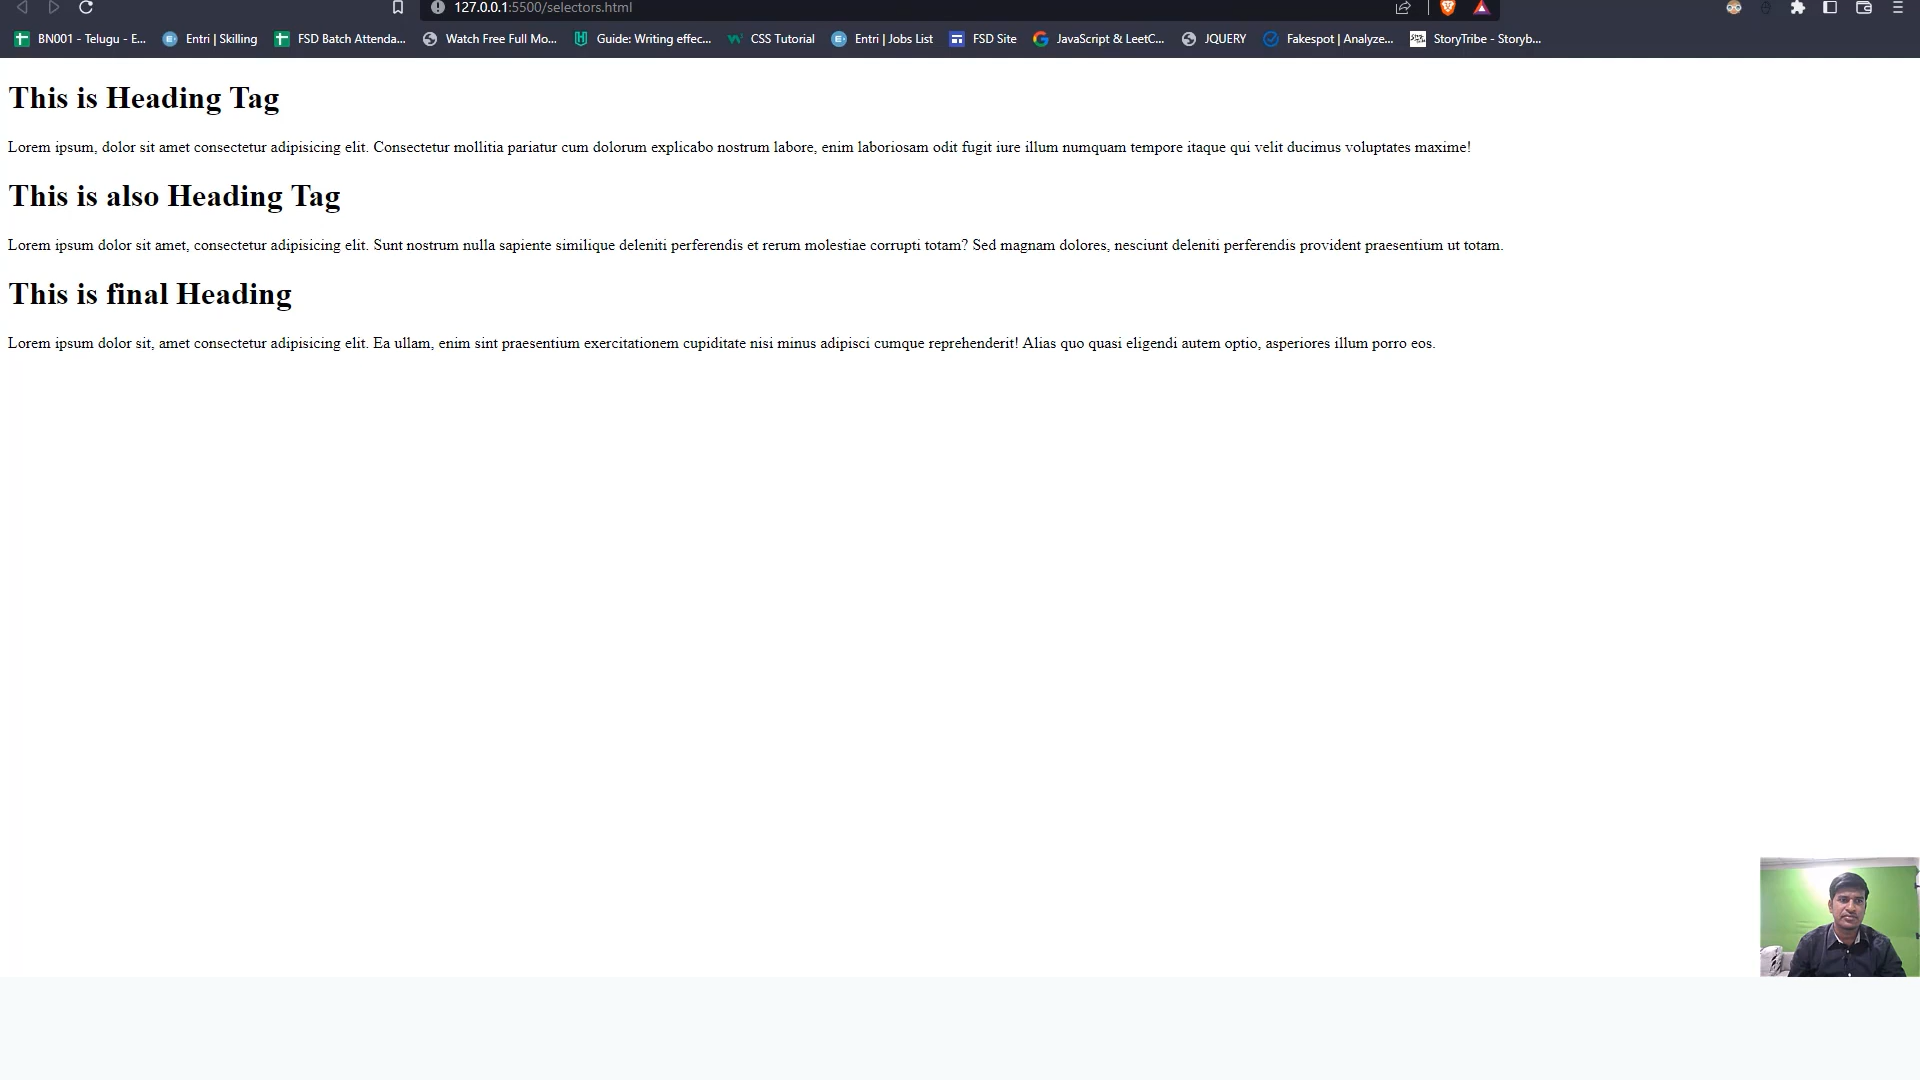 127.0.0.1:5500/selectors.html
BN001 - Telugu - E... Entri | Skilling FSD Batch Attenda... Watch Free Full Mo... Guide: Writing effec... CSS Tutorial Entri | Jobs List FSD Site JavaScript & LeetC... JQUERY Fakespot | Analyze... StoryTribe - Storyb...
This is Heading Tag
Lorem ipsum, dolor sit amet consectetur adipisicing elit. Consectetur mollitia pariatur cum dolorum explicabo nostrum labore, enim laboriosam odit fugit iure illum numquam tempore itaque qui velit ducimus voluptates maxime!
This is also Heading Tag
Lorem ipsum dolor sit amet, consectetur adipisicing elit. Sunt nostrum nulla sapiente similique deleniti perferendis et rerum molestiae corrupti totam? Sed magnam dolores, nesciunt deleniti perferendis provident praesentium ut totam.
This is final Heading
Lorem ipsum dolor sit, amet consectetur adipisicing elit. Ea ullam, enim sint praesentium exercitationem cupiditate nisi minus adipisci cumque reprehenderit! Alias quo quasi eligendi autem optio, asperiores illum porro eos.